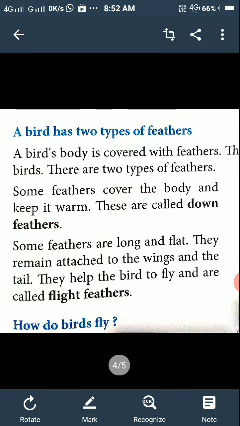 4G 4G 0K/s 8:52 AM 4G 66%
A bird has two types of feathers
A bird's body is covered with feathers. Th
birds. There are two types of feathers.
Some feathers cover the body and
keep it warm. These are called down
feathers.
Some feathers are long and flat. They
remain attached to the wings and the
tail. They help the bird to fly and are
called flight feathers.
How do birds fly ?
4/5
OCR
Rotate Mark Recognize Note